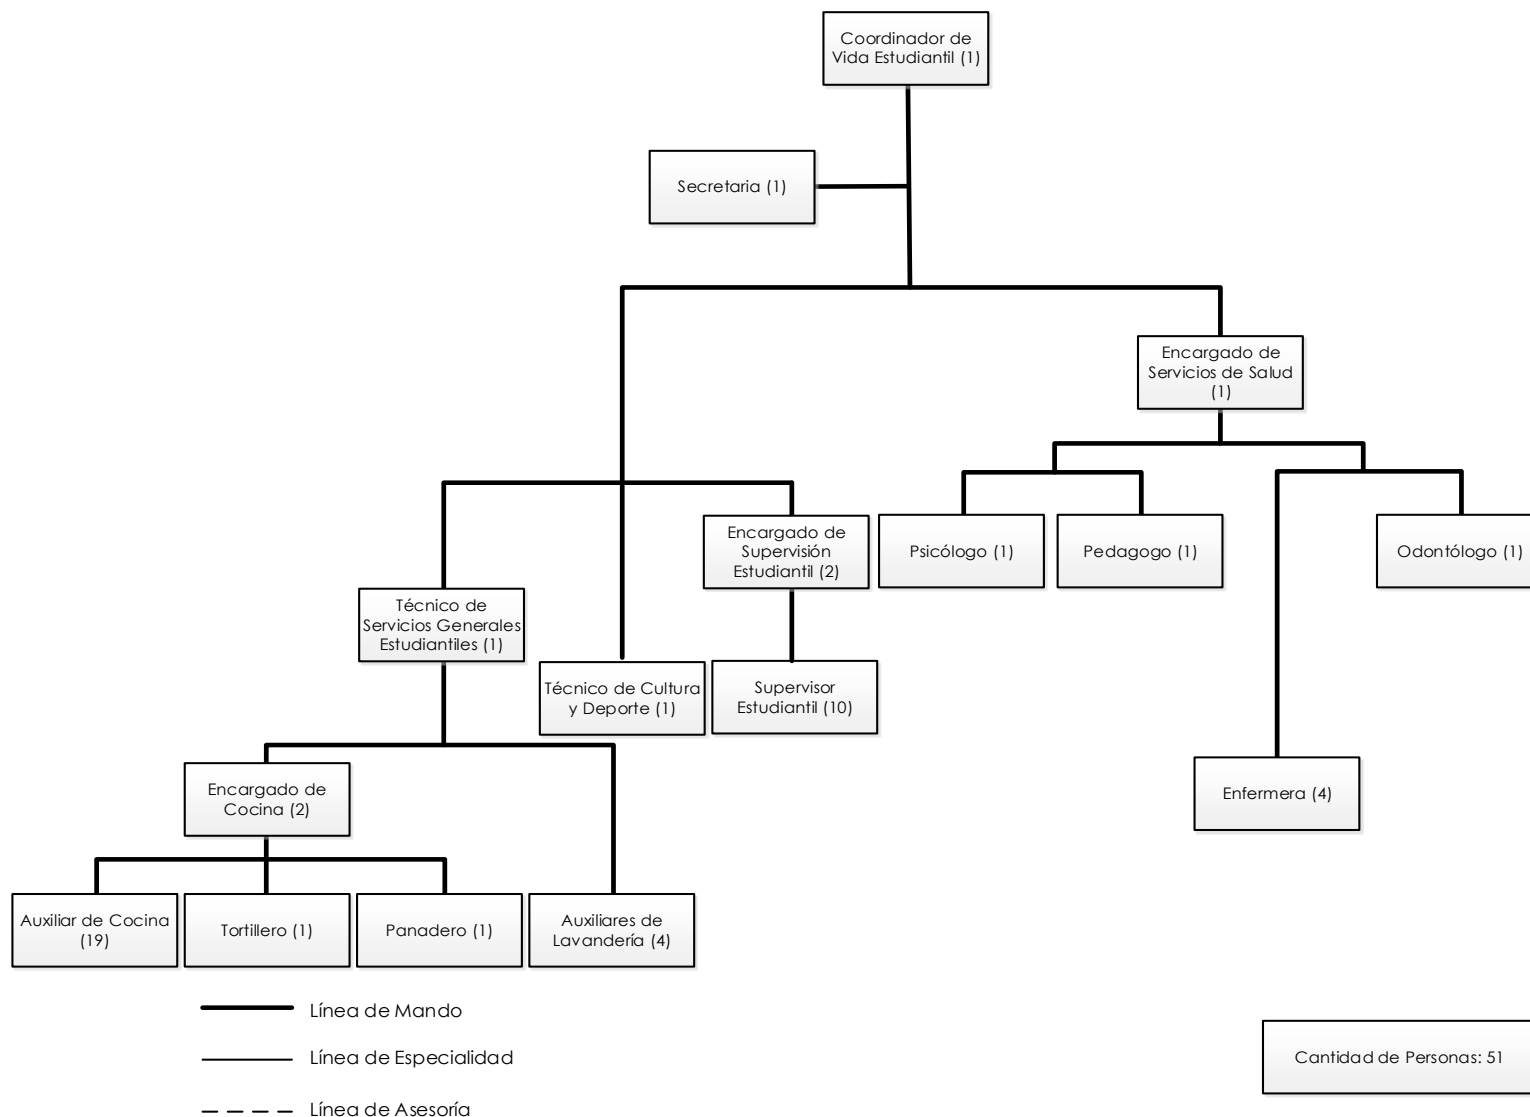 Coordinador de
Vida Estudiantil (1)
Secretaria (1)
Encargado de
Servicios de Salud
(1)
Encargado de
Supervisión
Estudiantil (2)
Psicólogo (1)
Pedagogo (1)
Odontólogo (1)
Técnico de
Servicios Generales
Estudiantiles (1)
Técnico de Cultura
y Deporte (1)
Supervisor
Estudiantil (10)
Encargado de
Cocina (2)
Enfermera (4)
Auxiliar de Cocina
(19)
Tortillero (1)
Panadero (1)
Auxiliares de
Lavandería (4)
Línea de Mando
Línea de Especialidad
Línea de Asesoría
Cantidad de Personas: 51